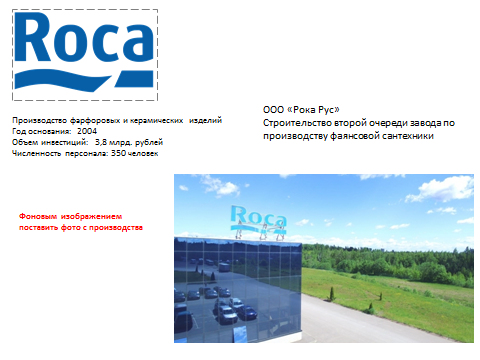 Roca
Производство фарфоровых и керамических изделий
Год основания: 2004
Объем инвестиций: 3,8 млрд. рублей
Численность персонала: 350 человек
ООО «Рока Рус»
Строительство второй очереди завода по
производству фаянсовой сантехники
Фоновым изображением
поставить фото с производства
Roca